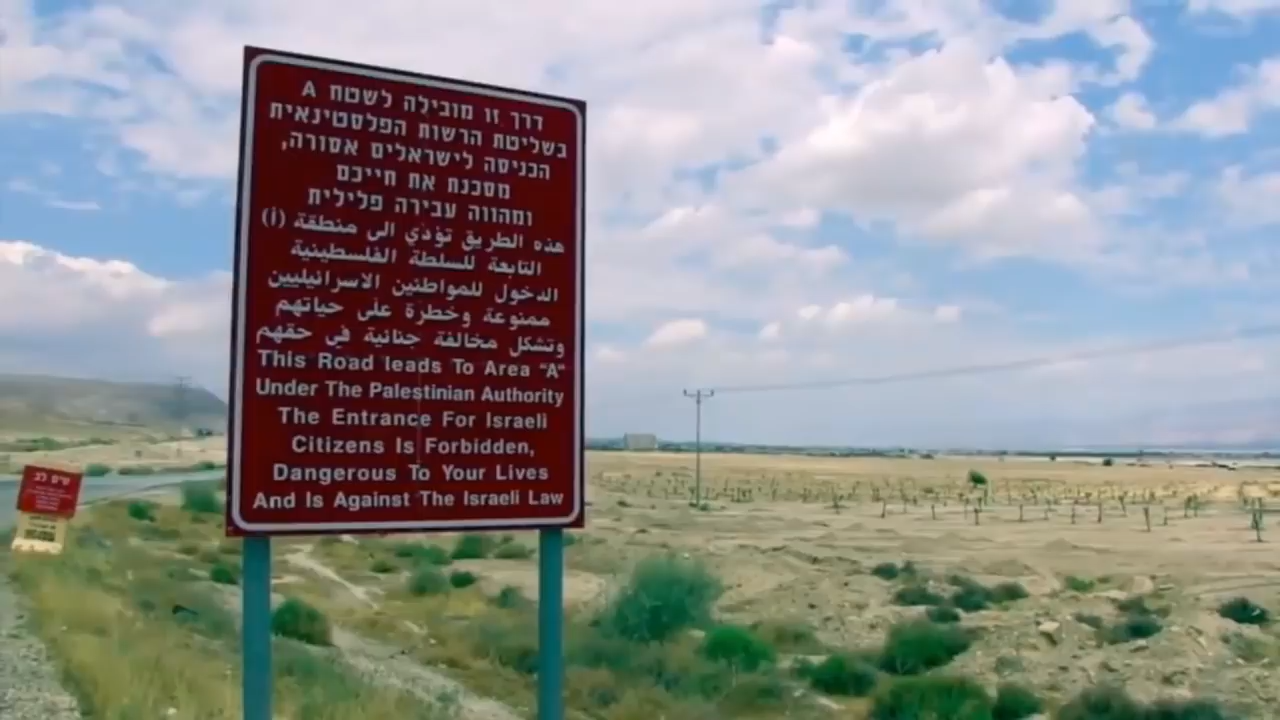 דרך זו מובילה לשטח A
בשליטת הרשות הפלסטינאית
הכניסה לישראלים אסורה,
מסכנת את חייכם
ומהווה עבירה פלילית
هذه الطريق تؤدي الى منطقة (أ)
التابعة للسلطة الفلسطينية
الدخول للمواطنين الاسرائيليين
ممنوعة وخطرة على حياتهم
وتشكل مخالفة جنائية في حقهم
This Road leads To Area "A"
Under The Palestinian Authority
The Entrance For Israeli
Citizens Is Forbidden,
Dangerous To Your Lives
And Is Against The Israeli Law
שים לב